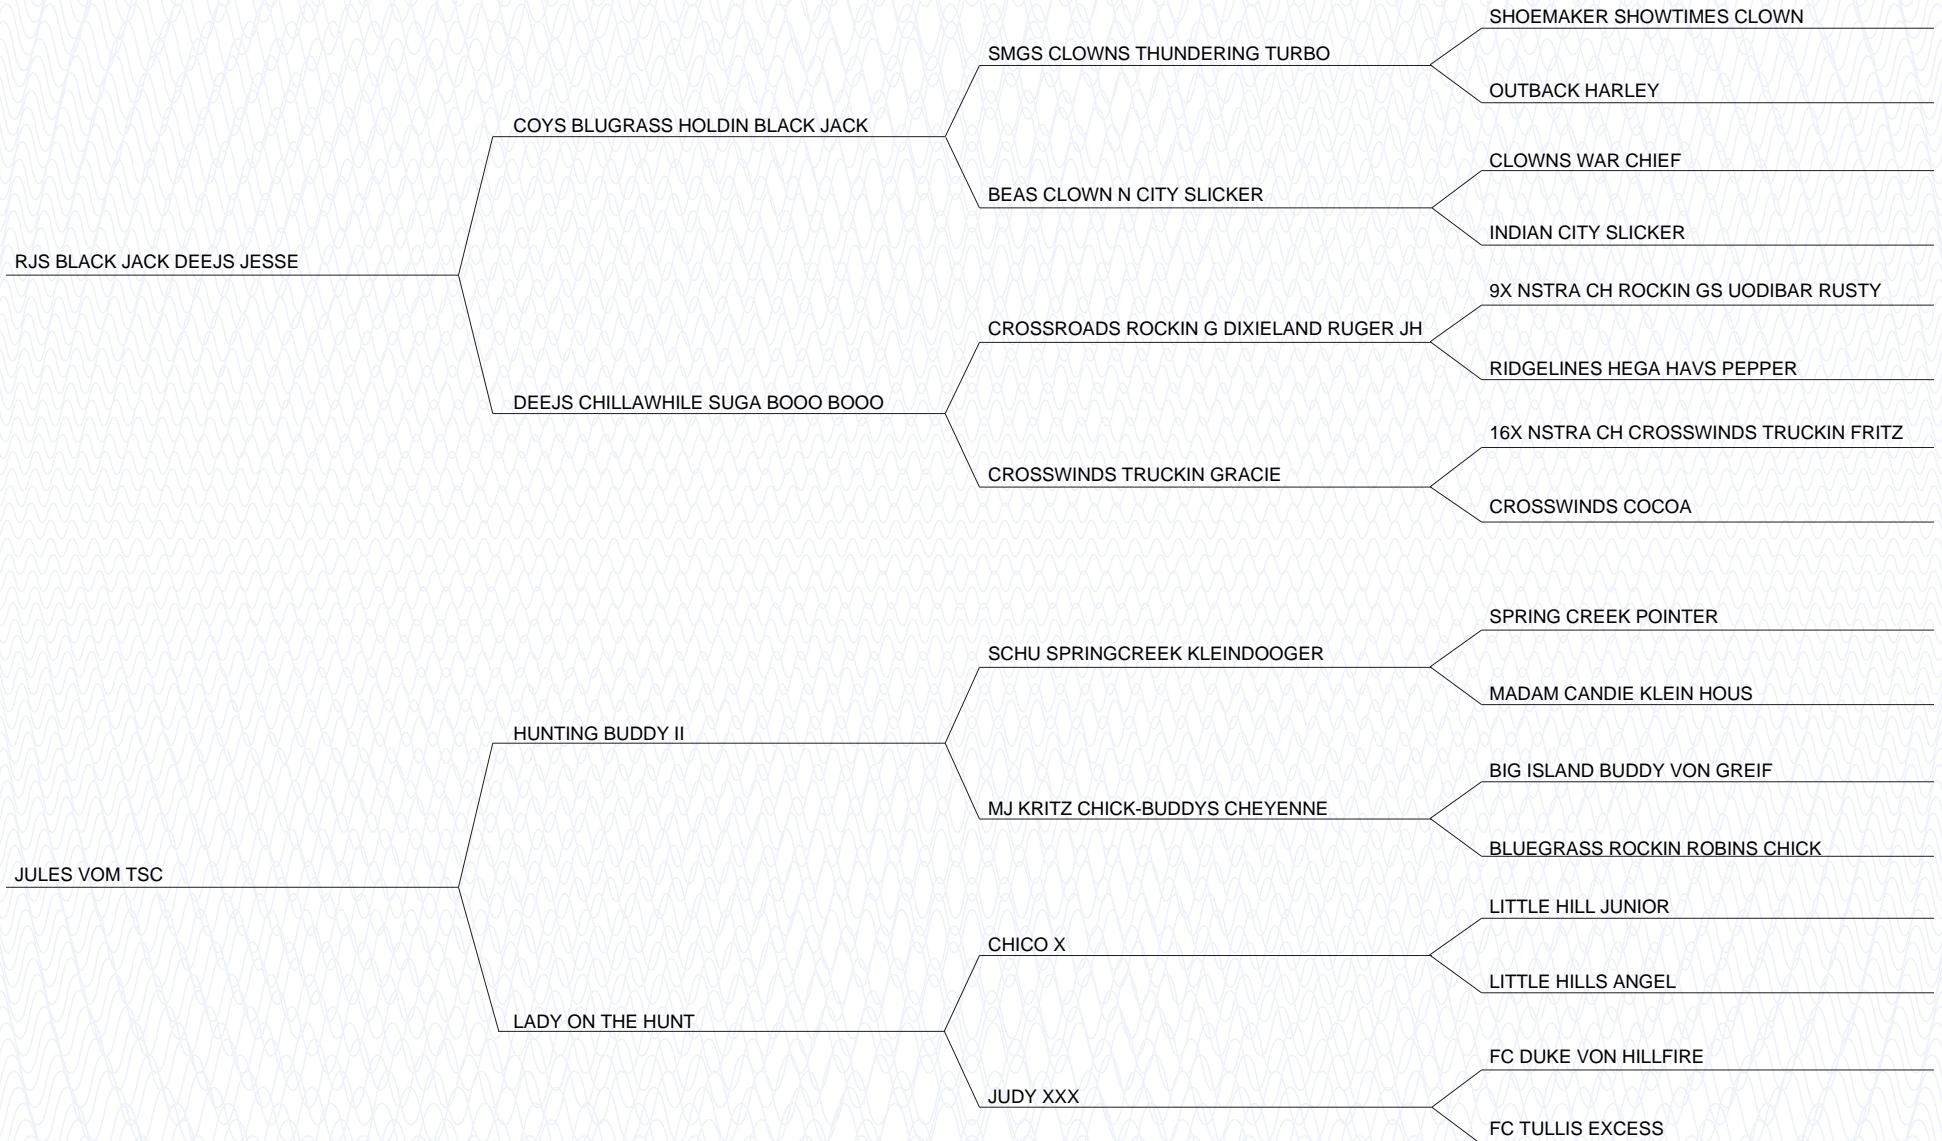 SHOEMAKER SHOWTIMES CLOWN
SMGS CLOWNS THUNDERING TURBO
OUTBACK HARLEY
COYS BLUGRASS HOLDIN BLACK JACK
CLOWNS WAR CHIEF
BEAS CLOWN N CITY SLICKER
INDIAN CITY SLICKER
RJS BLACK JACK DEEJS JESSE
9X NSTRA CH ROCKIN GS UODIBAR RUSTY
CROSSROADS ROCKIN G DIXIELAND RUGER JH
RIDGELINES HEGA HAVS PEPPER
DEEJS CHILLAWHILE SUGA BOOO BOOO
16X NSTRA CH CROSSWINDS TRUCKIN FRITZ
CROSSWINDS TRUCKIN GRACIE
CROSSWINDS COCOA
SPRING CREEK POINTER
SCHU SPRINGCREEK KLEINDOOGER
MADAM CANDIE KLEIN HOUS
HUNTING BUDDY II
BIG ISLAND BUDDY VON GREIF
MJ KRITZ CHICK-BUDDYS CHEYENNE
BLUEGRASS ROCKIN ROBINS CHICK
JULES VOM TSC
LITTLE HILL JUNIOR
CHICO X
LITTLE HILLS ANGEL
LADY ON THE HUNT
FC DUKE VON HILLFIRE
JUDY XXX
FC TULLIS EXCESS